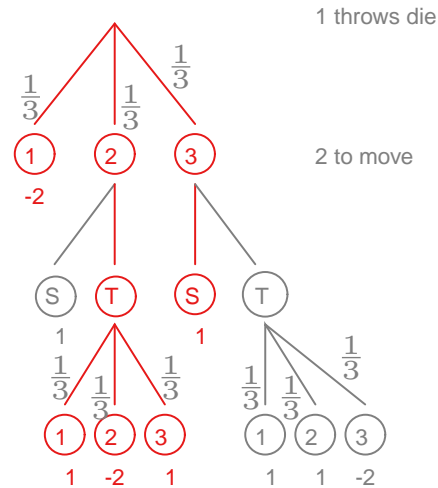 1 throws die
1/3 1/3 1/3
1 2 3 2 to move
-2
S T S T
1 1
1/3 1/3 1/3 1/3 1/3 1/3
1 2 3 1 2 3
1 -2 1 1 1 -2